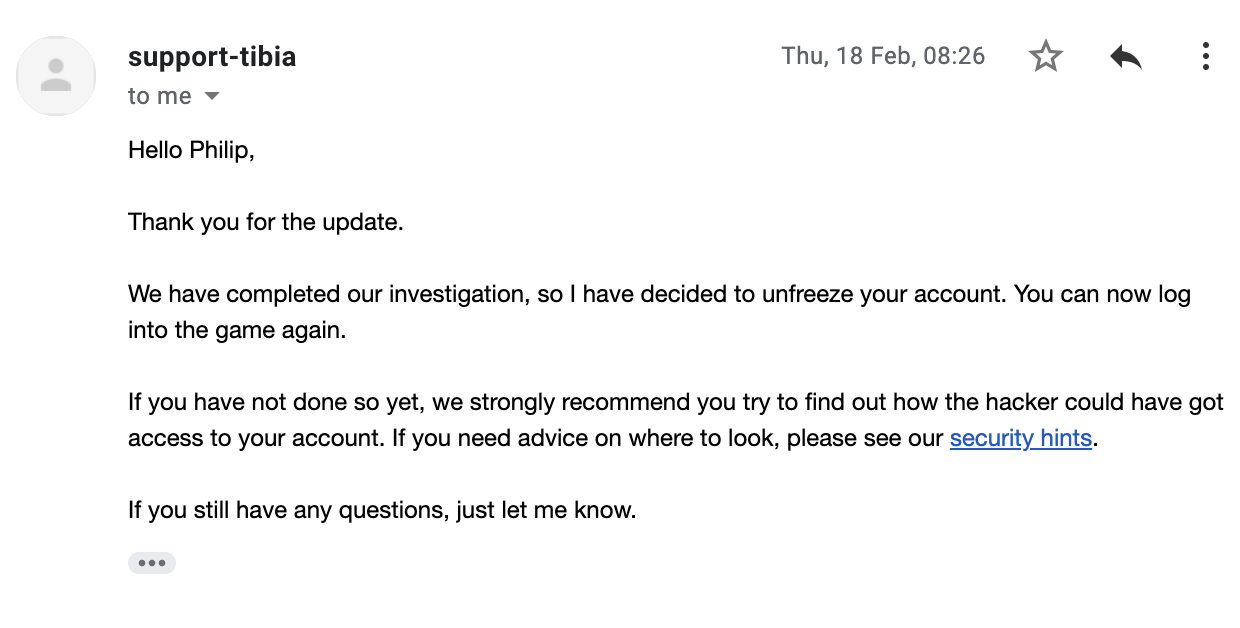 support-tibia
Thu, 18 Feb, 08:26
to me
Hello Philip,
Thank you for the update.
We have completed our investigation, so I have decided to unfreeze your account. You can now log
into the game again.
If you have not done so yet, we strongly recommend you try to find out how the hacker could have got
access to your account. If you need advice on where to look, please see our security hints.
If you still have any questions, just let me know.